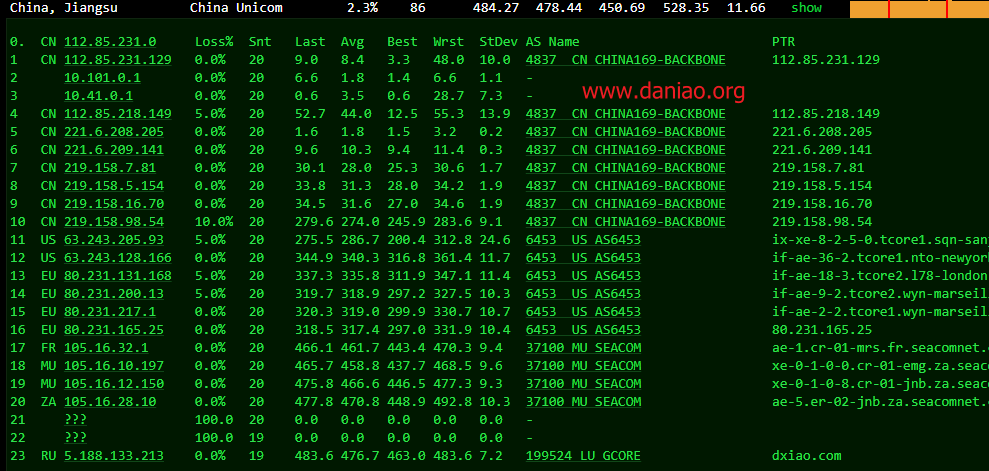 China, Jiangsu China Unicom 2.3% 86 484.27 478.44 450.69 528.35 11.66 show
0. CN 112.85.231.0 Loss% Snt Last Avg Best Wrst StDev AS Name PTR
1 CN 112.85.231.129 0.0% 20 9.0 8.4 3.3 48.0 10.0 4837 CN CHINA169-BACKBONE 112.85.231.129
2 10.101.0.1 0.0% 20 6.6 1.8 1.4 6.6 1.1 -
3 10.41.0.1 0.0% 20 0.6 3.5 0.6 28.7 7.3 -
www.daniao.org
4 CN 112.85.218.149 5.0% 20 52.7 44.0 12.5 55.3 13.9 4837 CN CHINA169-BACKBONE 112.85.218.149
5 CN 221.6.208.205 0.0% 20 1.6 1.8 1.5 3.2 0.2 4837 CN CHINA169-BACKBONE 221.6.208.205
6 CN 221.6.209.141 0.0% 20 9.6 10.3 9.4 11.4 0.3 4837 CN CHINA169-BACKBONE 221.6.209.141
7 CN 219.158.7.81 0.0% 20 30.1 28.0 25.3 30.6 1.7 4837 CN CHINA169-BACKBONE 219.158.7.81
8 CN 219.158.5.154 0.0% 20 33.8 31.3 28.0 34.2 1.9 4837 CN CHINA169-BACKBONE 219.158.5.154
9 CN 219.158.16.70 0.0% 20 34.5 31.6 27.0 34.6 1.9 4837 CN CHINA169-BACKBONE 219.158.16.70
10 CN 219.158.98.54 10.0% 20 279.6 274.0 245.9 283.6 9.1 4837 CN CHINA169-BACKBONE 219.158.98.54
11 US 63.243.205.93 5.0% 20 275.5 286.7 200.4 312.8 24.6 6453 US AS6453 ix-xe-8-2-5-0.tcore1.sqn-san
12 US 63.243.128.166 0.0% 20 344.9 340.3 316.8 361.4 11.7 6453 US AS6453 if-ae-36-2.tcore1.nto-newyork
13 EU 80.231.131.168 5.0% 20 337.3 335.8 311.9 347.1 11.4 6453 US AS6453 if-ae-18-3.tcore2.l78-london
14 EU 80.231.200.13 5.0% 20 319.7 318.9 297.2 327.5 10.3 6453 US AS6453 if-ae-9-2.tcore2.wyn-marseil
15 EU 80.231.217.1 0.0% 20 320.3 319.0 299.9 330.7 10.7 6453 US AS6453 if-ae-2-2.tcore1.wyn-marseil
16 EU 80.231.165.25 0.0% 20 318.5 317.4 297.0 331.9 10.4 6453 US AS6453 80.231.165.25
17 FR 105.16.32.1 0.0% 20 466.1 461.7 443.4 470.3 9.4 37100 MU SEACOM ae-1.cr-01-mrs.fr.seacomnet.
18 MU 105.16.10.197 0.0% 20 465.7 458.8 437.7 468.5 9.6 37100 MU SEACOM xe-0-1-0-0.cr-01-emg.za.seac
19 MU 105.16.12.150 0.0% 20 475.8 466.6 446.5 477.3 9.3 37100 MU SEACOM xe-0-1-0-8.cr-01-jnb.za.seac
20 ZA 105.16.28.10 0.0% 20 477.8 470.8 448.9 492.8 10.3 37100 MU SEACOM ae-5.er-02-jnb.za.seacomnet.
21 ??? 100.0 20 0.0 0.0 0.0 0.0 0.0 -
22 ??? 100.0 19 0.0 0.0 0.0 0.0 0.0 -
23 RU 5.188.133.213 0.0% 19 483.6 476.7 463.0 483.6 7.2 199524 LU GCORE dxiao.com